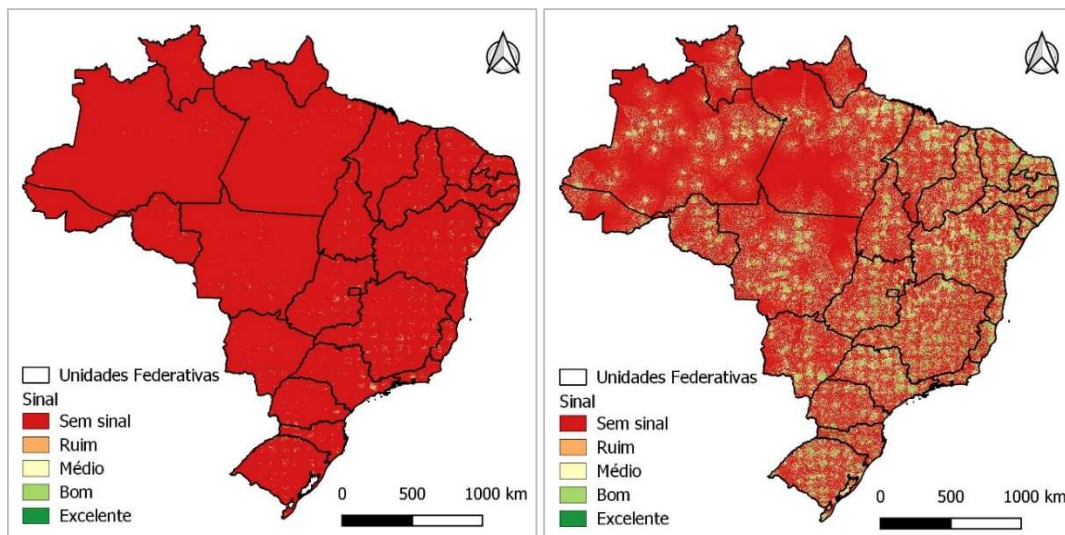 Unidades Federativas
Sinal
Sem sinal
Ruim
Médio
Bom
Excelente
0 500 1000 km
Unidades Federativas
Sinal
Sem sinal
Ruim
Médio
Bom
Excelente
0 500 1000 km